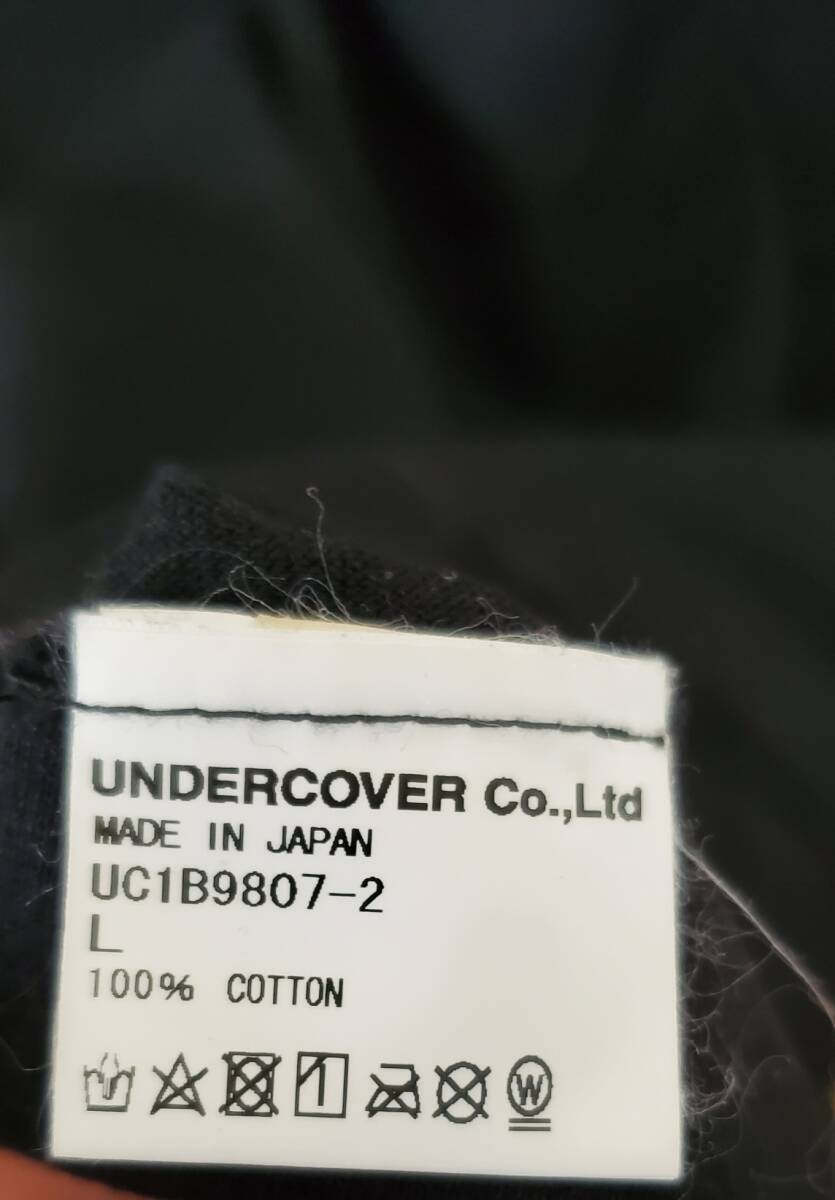 UNDERCOVER Co.,Ltd
MADE IN JAPAN
UC1B9807-2
L
100% COTTON
W